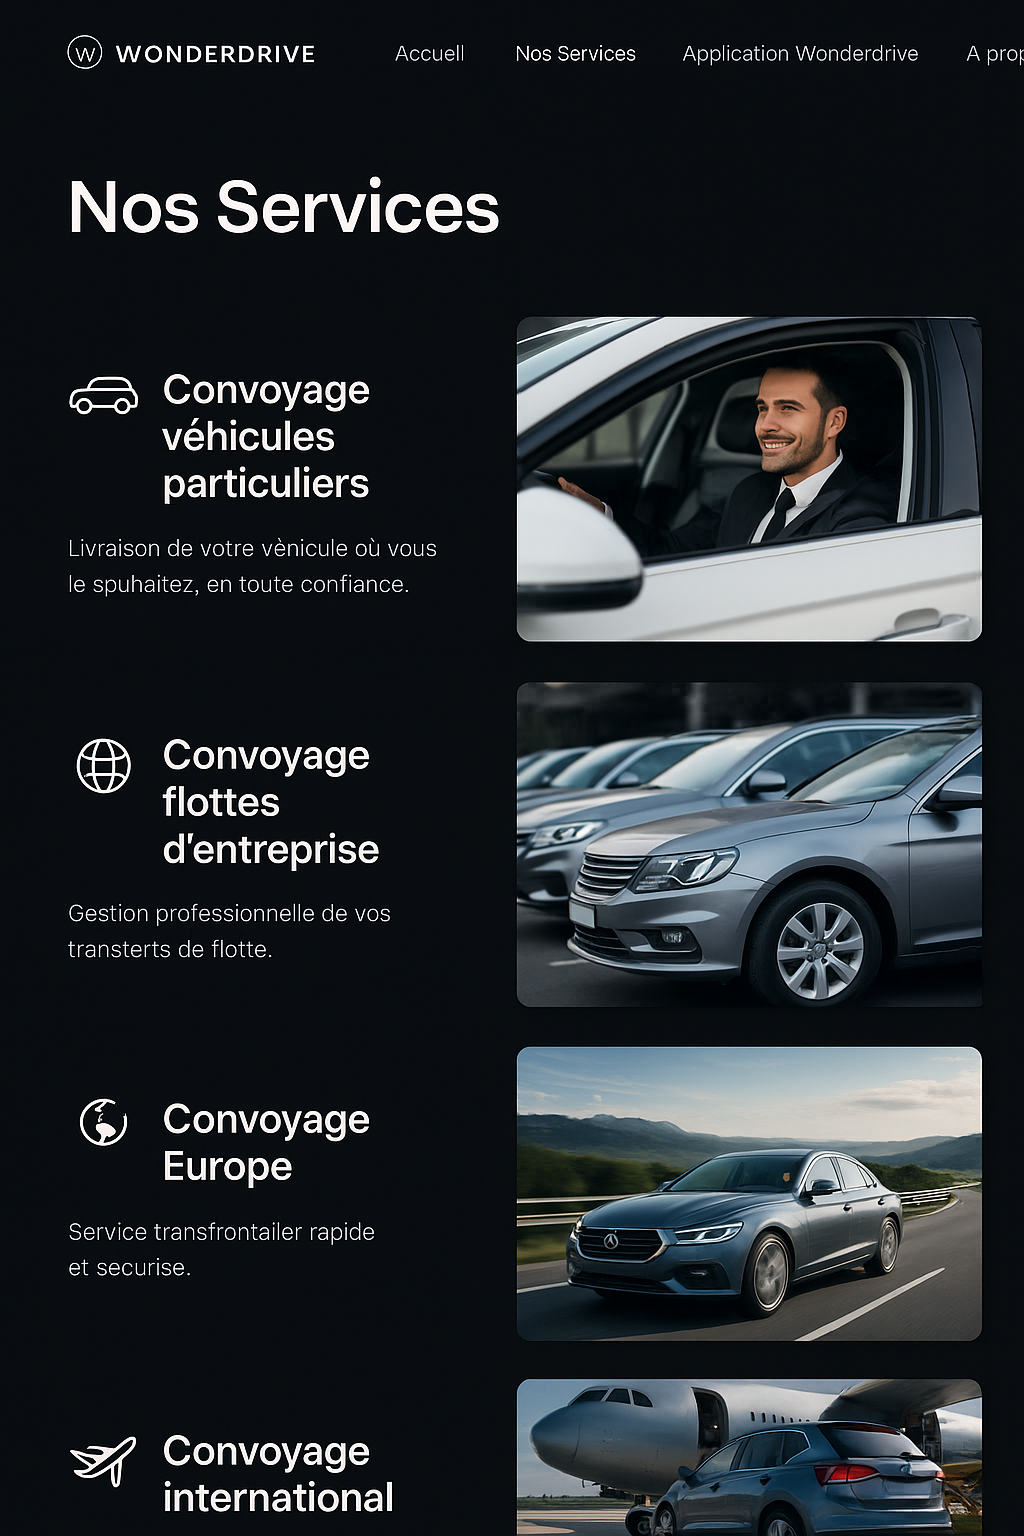 W WONDERDRIVE Accuell Nos Services Application Wonderdrive A prop
Nos Services
Convoyage
véhicules
particuliers
Livraison de votre vènicule où vous
le spuhaitez, en toute confiance.
Convoyage
flottes
d'entreprise
Gestion professionnelle de vos
transterts de flotte.
Convoyage
Europe
Service transfrontailer rapide
et securise.
Convoyage
international